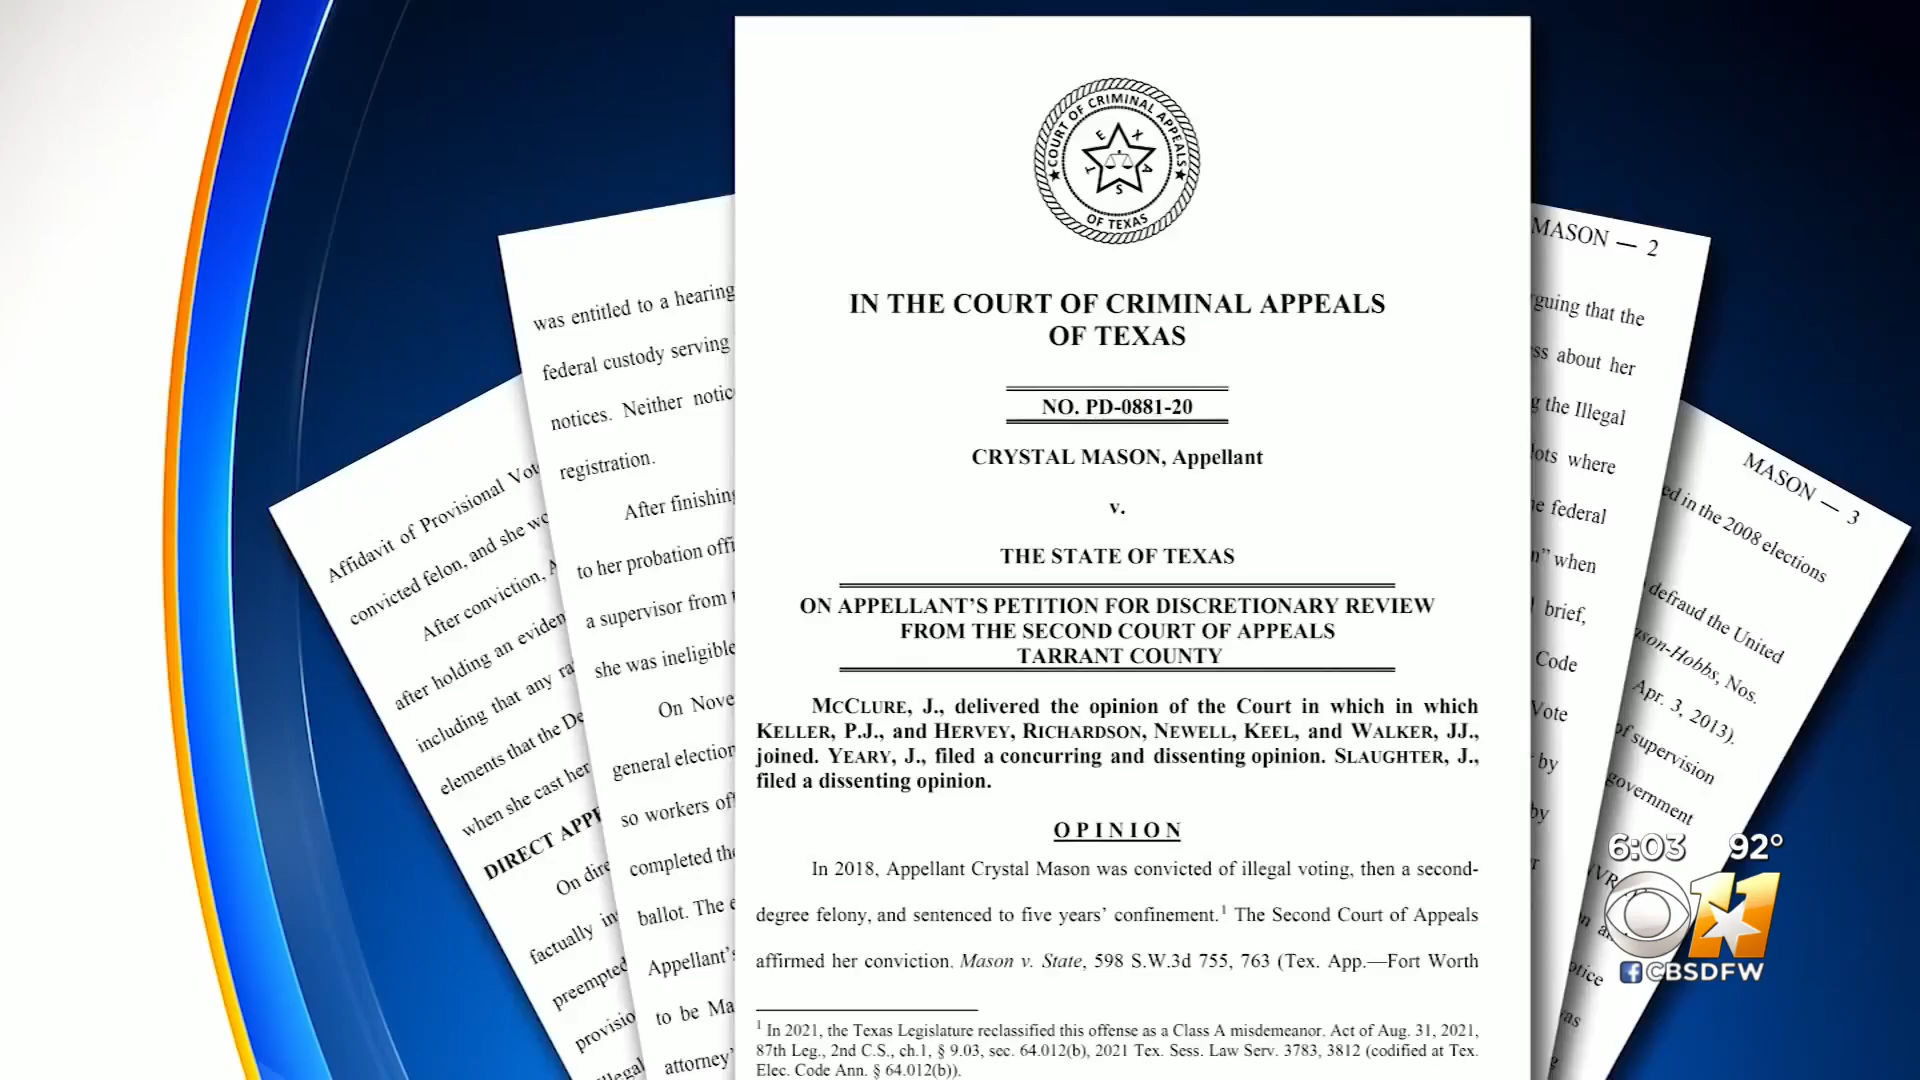 COURT OF CRIMINAL APPEALS
OF TEXAS
TEXAS
IN THE COURT OF CRIMINAL APPEALS
OF TEXAS
NO. PD-0881-20
CRYSTAL MASON, Appellant
v.
THE STATE OF TEXAS
ON APPELLANT'S PETITION FOR DISCRETIONARY REVIEW
FROM THE SECOND COURT OF APPEALS
TARRANT COUNTY
MCCLURE, J., delivered the opinion of the Court in which in which
KELLER, P.J., and HERVEY, RICHARDSON, NEWELL, KEEL, and WALKER, JJ.,
joined. YEARY, J., filed a concurring and dissenting opinion. SLAUGHTER, J.,
filed a dissenting opinion.
OPINION
In 2018, Appellant Crystal Mason was convicted of illegal voting, then a second-
degree felony, and sentenced to five years' confinement.1 The Second Court of Appeals
affirmed her conviction. Mason v. State, 598 S.W.3d 755, 763 (Tex. App.—Fort Worth
1 In 2021, the Texas Legislature reclassified this offense as a Class A misdemeanor. Act of Aug. 31, 2021,
87th Leg., 2nd C.S., ch.1, § 9.03, sec. 64.012(b), 2021 Tex. Sess. Law Serv. 3783, 3812 (codified at Tex.
Elec. Code Ann. § 64.012(b)).
was entitled to a hearing
federal custody serving
notices. Neither notic
registration.
After finishing
to her probation offi
a supervisor from
she was ineligible
On Nove
general election
so workers of
completed the
ballot. The e
Appellant's
to be Ma
attorney'
Affidavit of Provisional Vot
convicted felon, and she wo
After conviction, A
after holding an eviden
including that any ra
elements that the De
when she cast her
DIRECT APPE
On dire
factually in
preempted
provisio
illegal
MASON — 2
guing that the
ss about her
g the Illegal
lots where
he federal
n" when
brief,
Code
Vote
by
by
MASON — 3
ed in the 2008 elections
defraud the United
son-Hobbs, Nos.
Apr. 3, 2013).
of supervision
government
otice
was
6:03 92°
11
CBSDFW